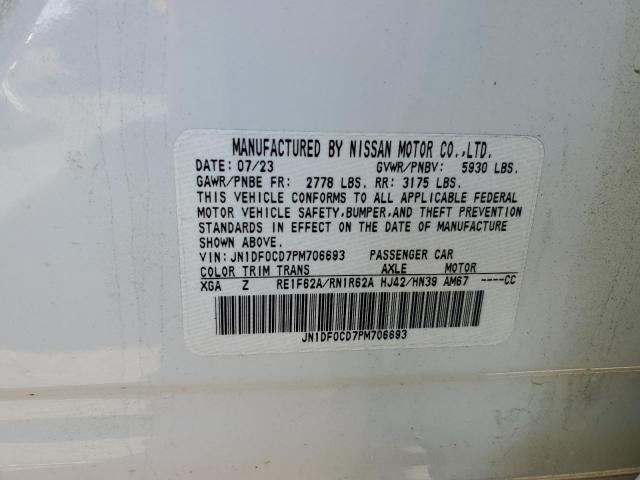 MANUFACTURED BY NISSAN MOTOR CO.,LTD.
DATE: 07/23 GVWR/PNBV: 5930 LBS.
GAWR/PNBE FR: 2778 LBS. RR: 3175 LBS.
THIS VEHICLE CONFORMS TO ALL APPLICABLE FEDERAL
MOTOR VEHICLE SAFETY,BUMPER,AND THEFT PREVENTION
STANDARDS IN EFFECT ON THE DATE OF MANUFACTURE
SHOWN ABOVE.
VIN: JN1DF0CD7PM706693 PASSENGER CAR
COLOR TRIM TRANS AXLE MOTOR
XGA Z RE1F62A/RN1R62A HJ42/HN39 AM67 ----CC
JN1DF0CD7PM706693